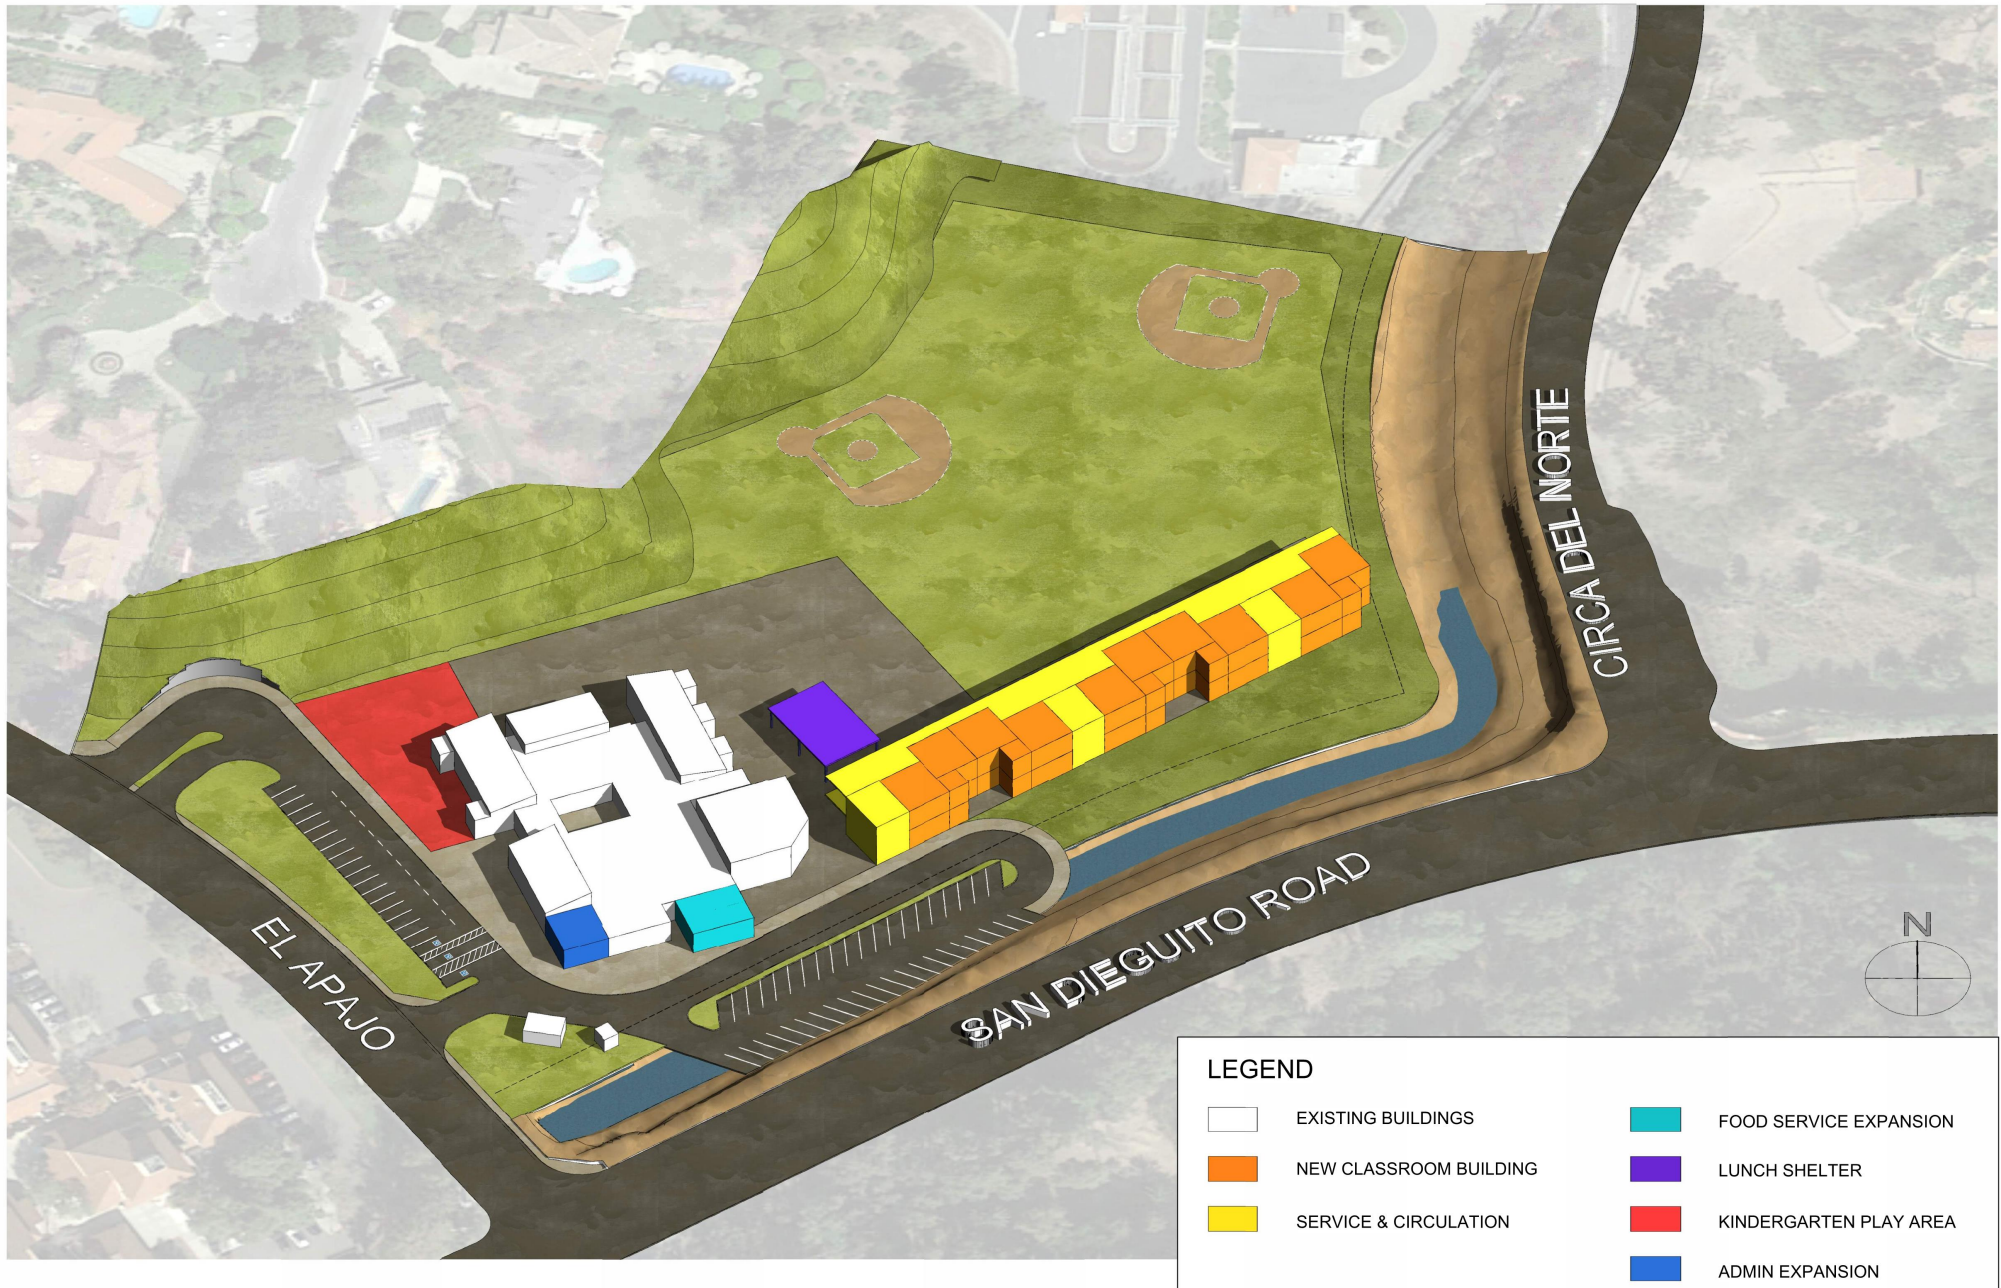 CIRCA DEL NORTE
EL APAJO
SAN DIEGUITO ROAD
N
LEGEND
EXISTING BUILDINGS
NEW CLASSROOM BUILDING
SERVICE & CIRCULATION
FOOD SERVICE EXPANSION
LUNCH SHELTER
KINDERGARTEN PLAY AREA
ADMIN EXPANSION